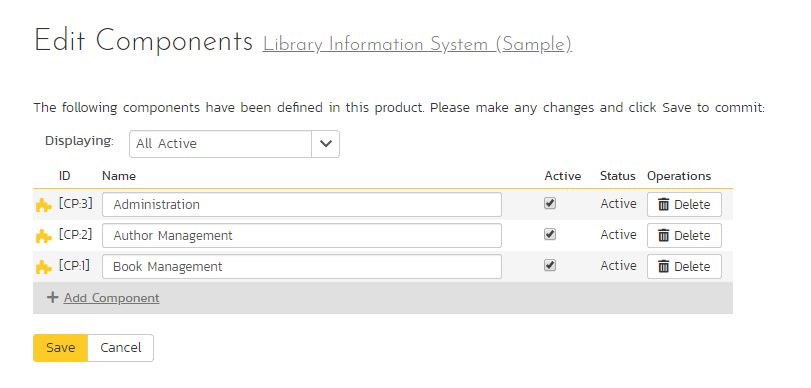 Edit Components Library Information System (Sample)
The following components have been defined in this product. Please make any changes and click Save to commit:
Displaying: All Active
ID Name Active Status Operations
[CP:3] Administration Active Delete
[CP:2] Author Management Active Delete
[CP:1] Book Management Active Delete
+ Add Component
Save Cancel